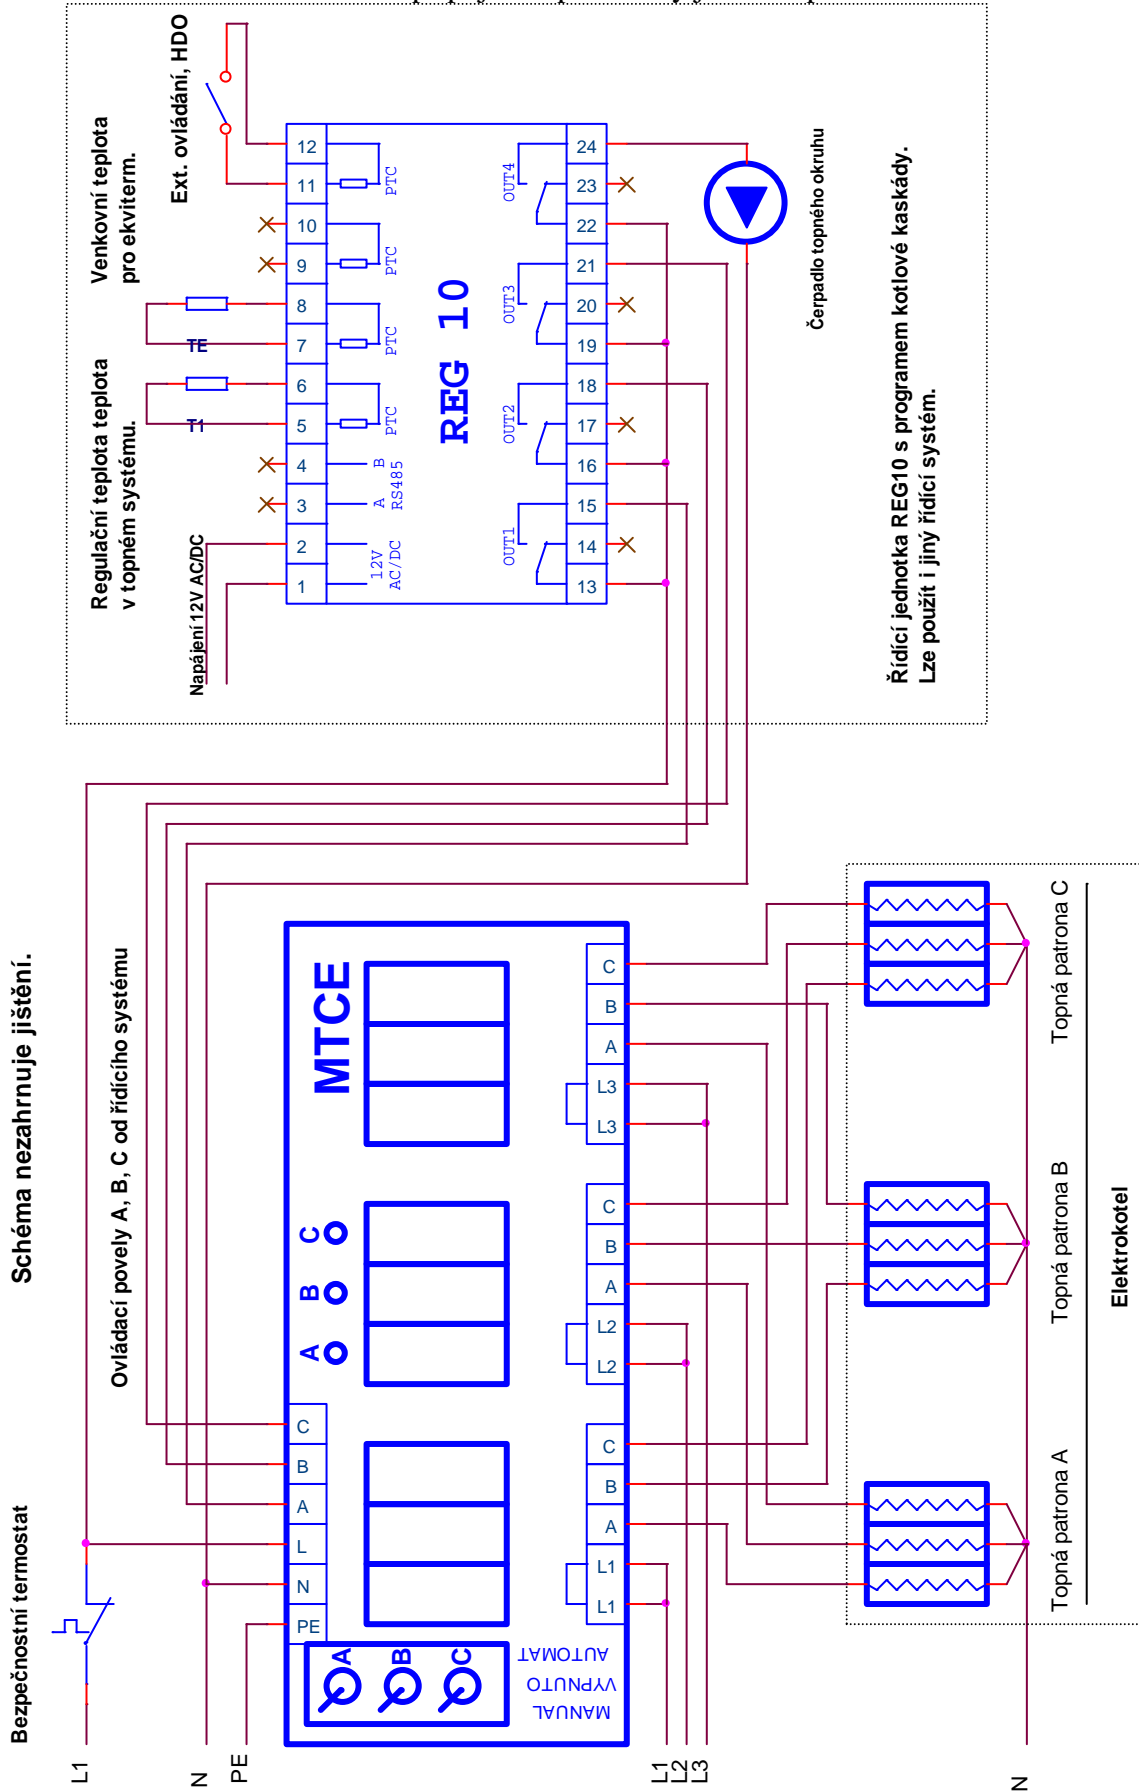 Schéma nezahrnuje jištění.
Bezpečnostní termostat
Ovládací povely A, B, C od řídícího systému
L1
N
PE
MTCE
A
B
C
PE
N
L
A
B
C
A
B
C
MANUAL
VYPNUTO
AUTOMAT
L1
L1
A
B
C
L2
L2
A
B
C
L3
L3
A
B
C
L1
L2
L3
N
Topná patrona A
Topná patrona B
Topná patrona C
Elektrokotel
Regulační teplota teplota
v topném systému.
Venkovní teplota
pro ekviterm.
Ext. ovládání, HDO
Napájení 12V AC/DC
T1
TE
1
2
3
4
5
6
7
8
9
10
11
12
12V
AC/DC
A
B
RS485
PTC
PTC
PTC
PTC
REG 10
OUT1
OUT2
OUT3
OUT4
13
14
15
16
17
18
19
20
21
22
23
24
Čerpadlo topného okruhu
Řídící jednotka REG10 s programem kotlové kaskády.
Lze použít i jiný řídící systém.